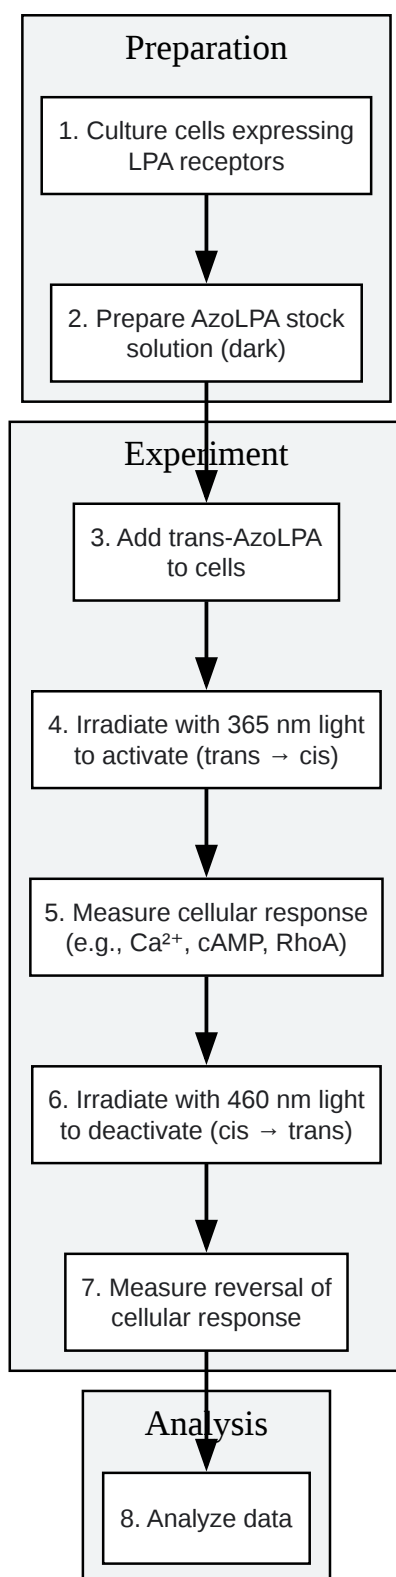 Preparation
1. Culture cells expressing
LPA receptors
2. Prepare AzoLPA stock
solution (dark)
Experiment
3. Add trans-AzoLPA
to cells
4. Irradiate with 365 nm light
to activate (trans → cis)
5. Measure cellular response
(e.g., Ca²⁺, cAMP, RhoA)
6. Irradiate with 460 nm light
to deactivate (cis → trans)
7. Measure reversal of
cellular response
Analysis
8. Analyze data